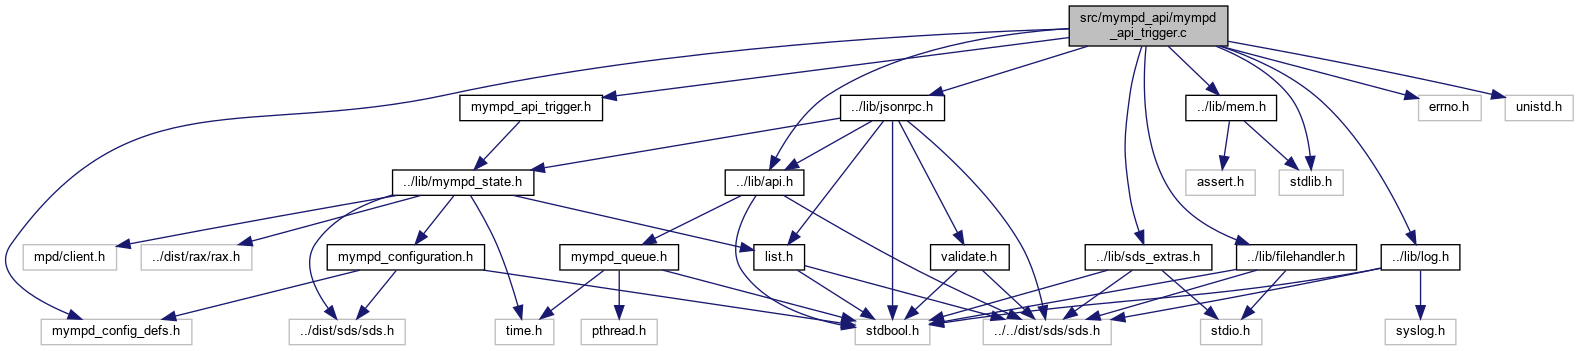 src/mympd_api/mympd
_api_trigger.c
mympd_api_trigger.h
../lib/jsonrpc.h
../lib/mem.h
errno.h
unistd.h
../lib/mympd_state.h
../lib/api.h
assert.h
stdlib.h
mpd/client.h
../dist/rax/rax.h
mympd_configuration.h
mympd_queue.h
list.h
validate.h
../lib/sds_extras.h
../lib/filehandler.h
../lib/log.h
mympd_config_defs.h
../dist/sds/sds.h
time.h
pthread.h
stdbool.h
../../dist/sds/sds.h
stdio.h
syslog.h